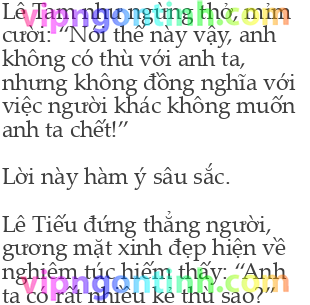 Lê Tam như ngừng thở, mỉm
cười: “Nói thế này vậy, anh
không có thù với anh ta,
nhưng không đồng nghĩa với
việc người khác không muốn
anh ta chết!”
Lời này hàm ý sâu sắc.
Lê Tiếu đứng thẳng người,
gương mặt xinh đẹp hiện vẻ
nghiêm túc hiếm thấy: “Anh
ta có rất nhiều kẻ thù sao?”
vipngontinh.com
vipngontinh.com